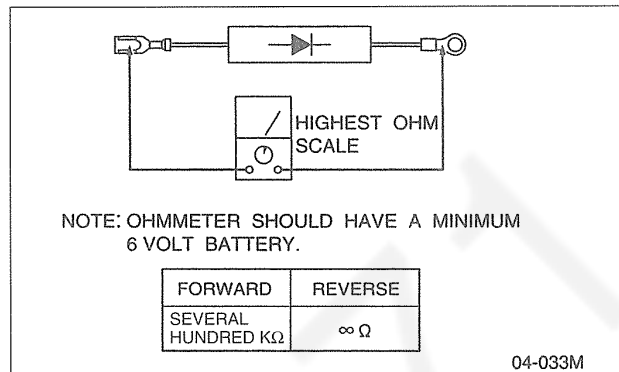 HIGHEST OHM
SCALE
NOTE: OHMMETER SHOULD HAVE A MINIMUM
6 VOLT BATTERY.
FORWARD REVERSE
SEVERAL
HUNDRED KΩ
∞ Ω
04-033M